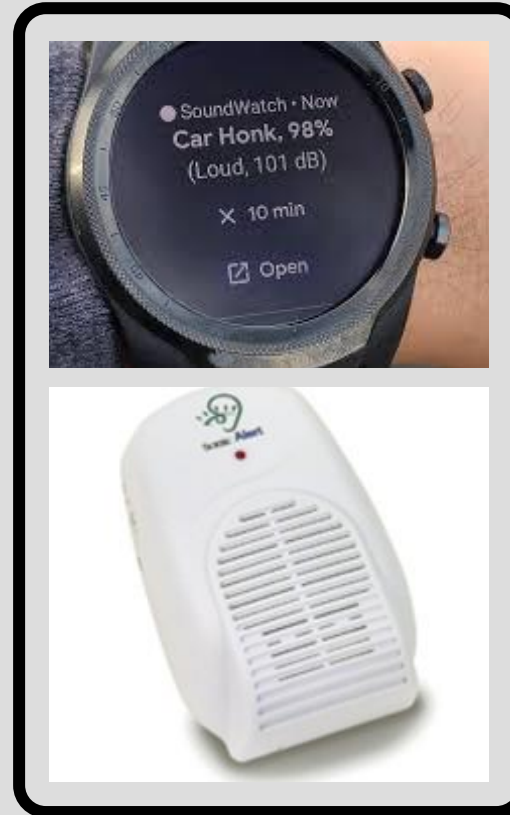 SoundWatch • Now
Car Honk, 98%
(Loud, 101 dB)
10 min
Open
Sonic Alert